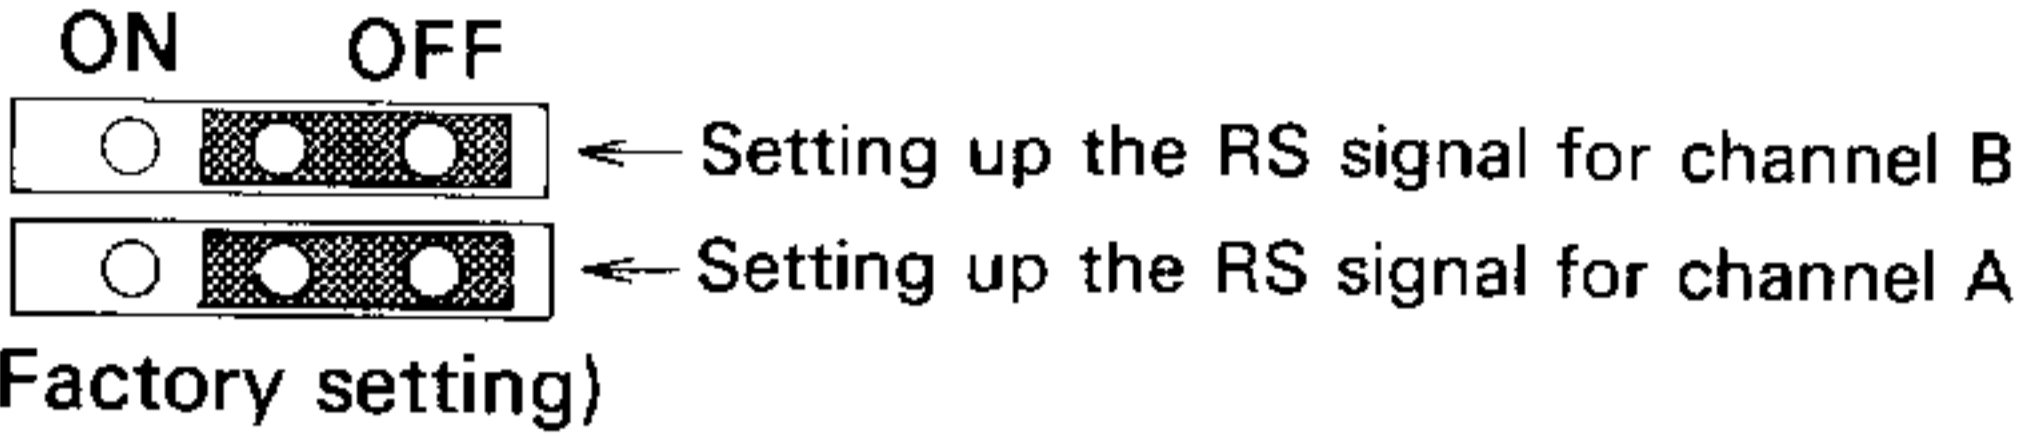 ON OFF
Setting up the RS signal for channel B
Setting up the RS signal for channel A
Factory setting)